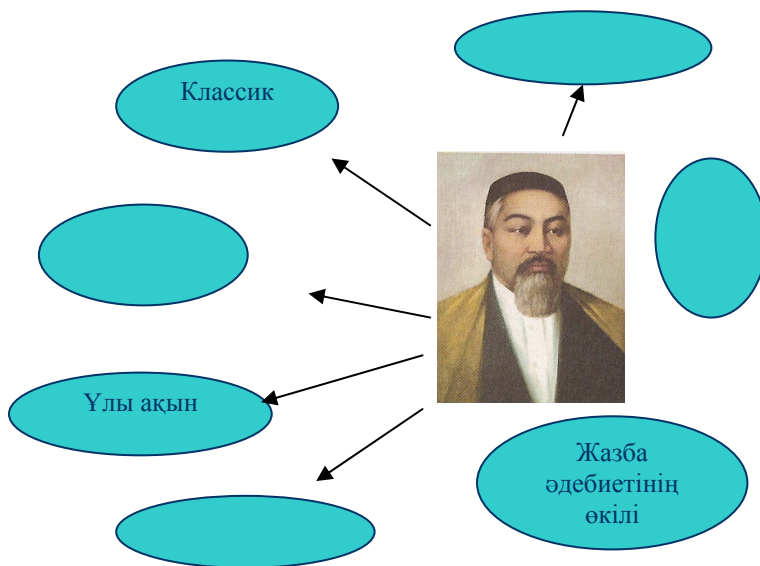 Классик
Ұлы ақын
Жазба
әдебиетінің
өкілі